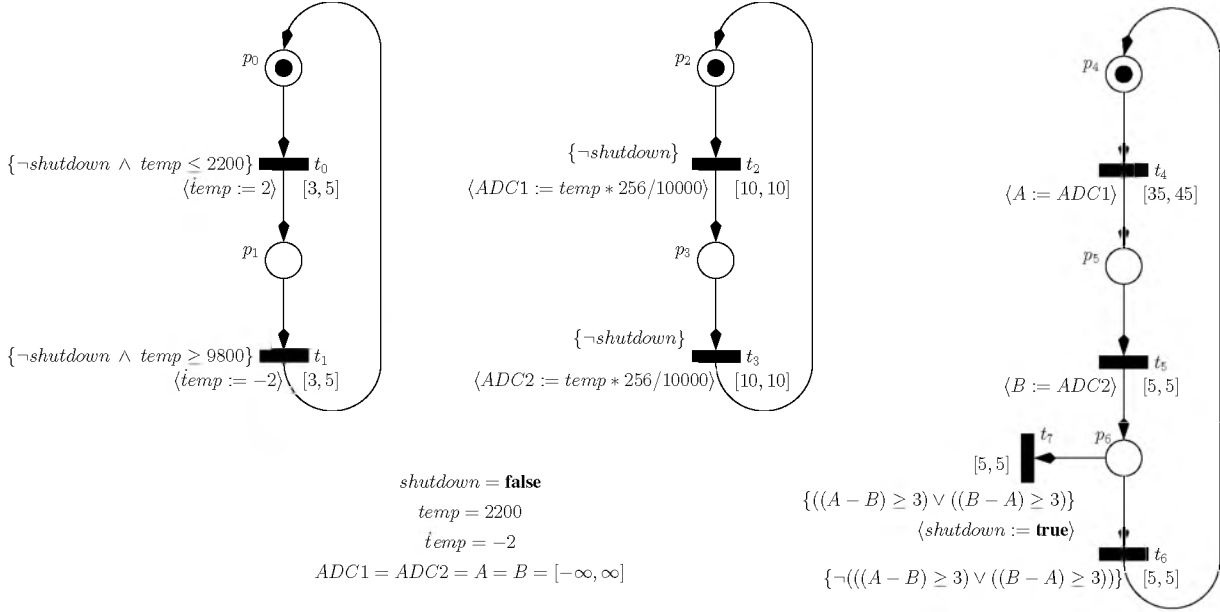 p₀
{¬shutdown ∧ temp ≤ 2200} t₀
⟨ṫemp := 2⟩ [3, 5]
p₁
{¬shutdown ∧ temp ≥ 9800} t₁
⟨ṫemp := −2⟩ [3, 5]
p₂
{¬shutdown}
t₂
⟨ADC1 := temp ∗ 256/10000⟩ [10, 10]
p₃
{¬shutdown}
t₃
⟨ADC2 := temp ∗ 256/10000⟩ [10, 10]
p₄
t₄
⟨A := ADC1⟩ [35, 45]
p₅
t₅
⟨B := ADC2⟩ [5, 5]
t₇ p₆
[5, 5]
{((A − B) ≥ 3) ∨ ((B − A) ≥ 3)}
⟨shutdown := true⟩
t₆
{¬(((A − B) ≥ 3) ∨ ((B − A) ≥ 3))} [5, 5]
shutdown = false
temp = 2200
ṫemp = −2
ADC1 = ADC2 = A = B = [−∞, ∞]